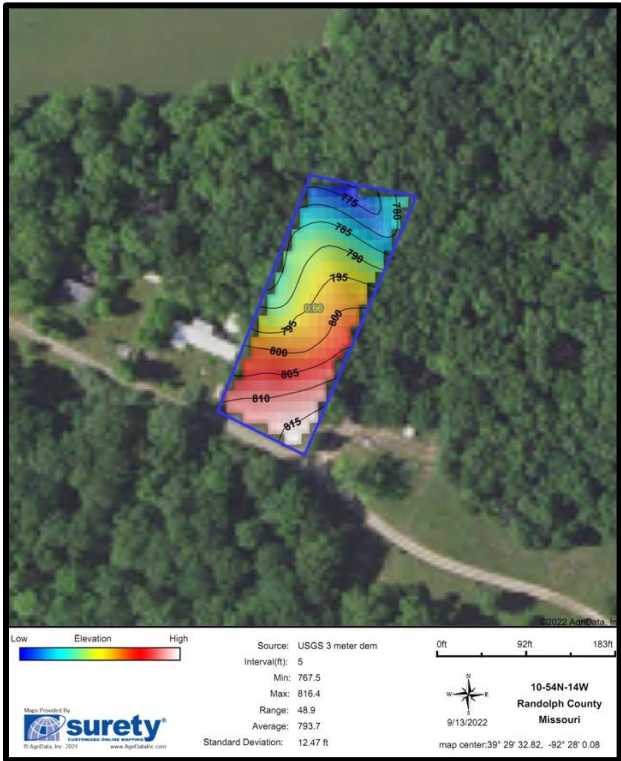 775
780
785
790
795
0.86
800
795
800
805
810
815
©2022 AgriData, In
Low Elevation High
Source: USGS 3 meter dem
Interval(ft): 5
Min: 767.5
Max: 816.4
Range: 48.9
Average: 793.7
Standard Deviation: 12.47 ft
0ft 92ft 183ft
N
W E
S
9/13/2022
10-54N-14W
Randolph County
Missouri
map center:39° 29' 32.82, -92° 28' 0.08
Maps Provided By
surety®
CUSTOMIZED ONLINE MAPPING
© AgriData, Inc. 2021 www.AgriDataInc.com